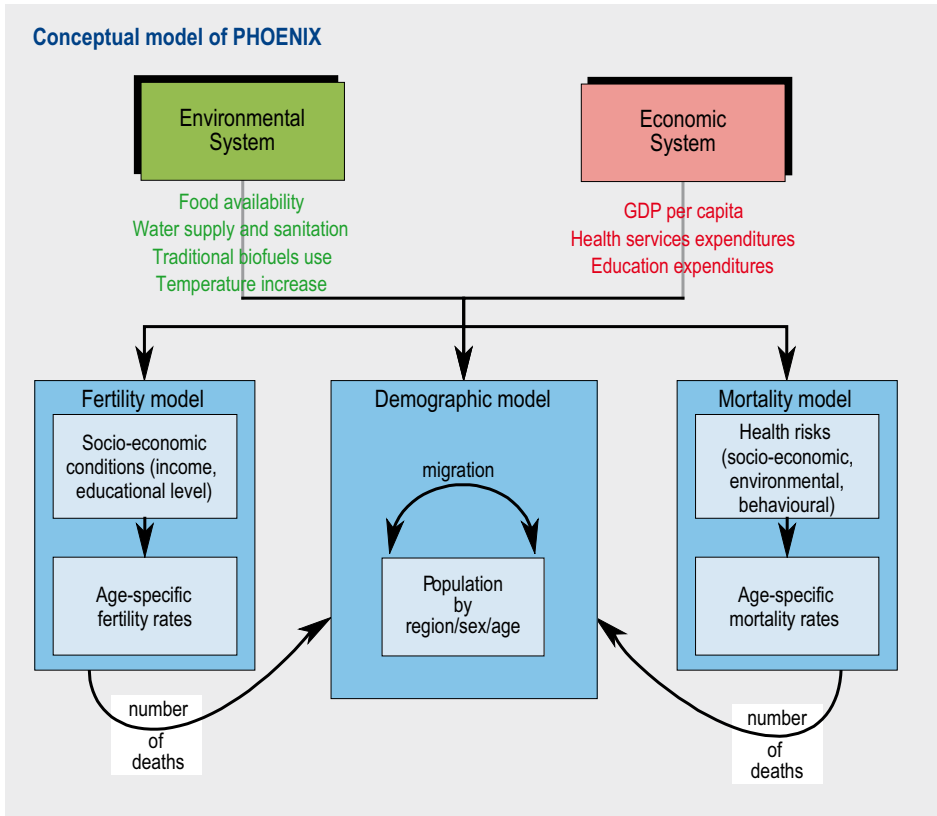 Conceptual model of PHOENIX
Environmental
System
Economic
System
Food availability
Water supply and sanitation
Traditional biofuels use
Temperature increase
GDP per capita
Health services expenditures
Education expenditures
Fertility model
Socio-economic
conditions (income,
educational level)
Age-specific
fertility rates
Demographic model
migration
Population
by
region/sex/age
Mortality model
Health risks
(socio-economic,
environmental,
behavioural)
Age-specific
mortality rates
number
of
deaths
number
of
deaths